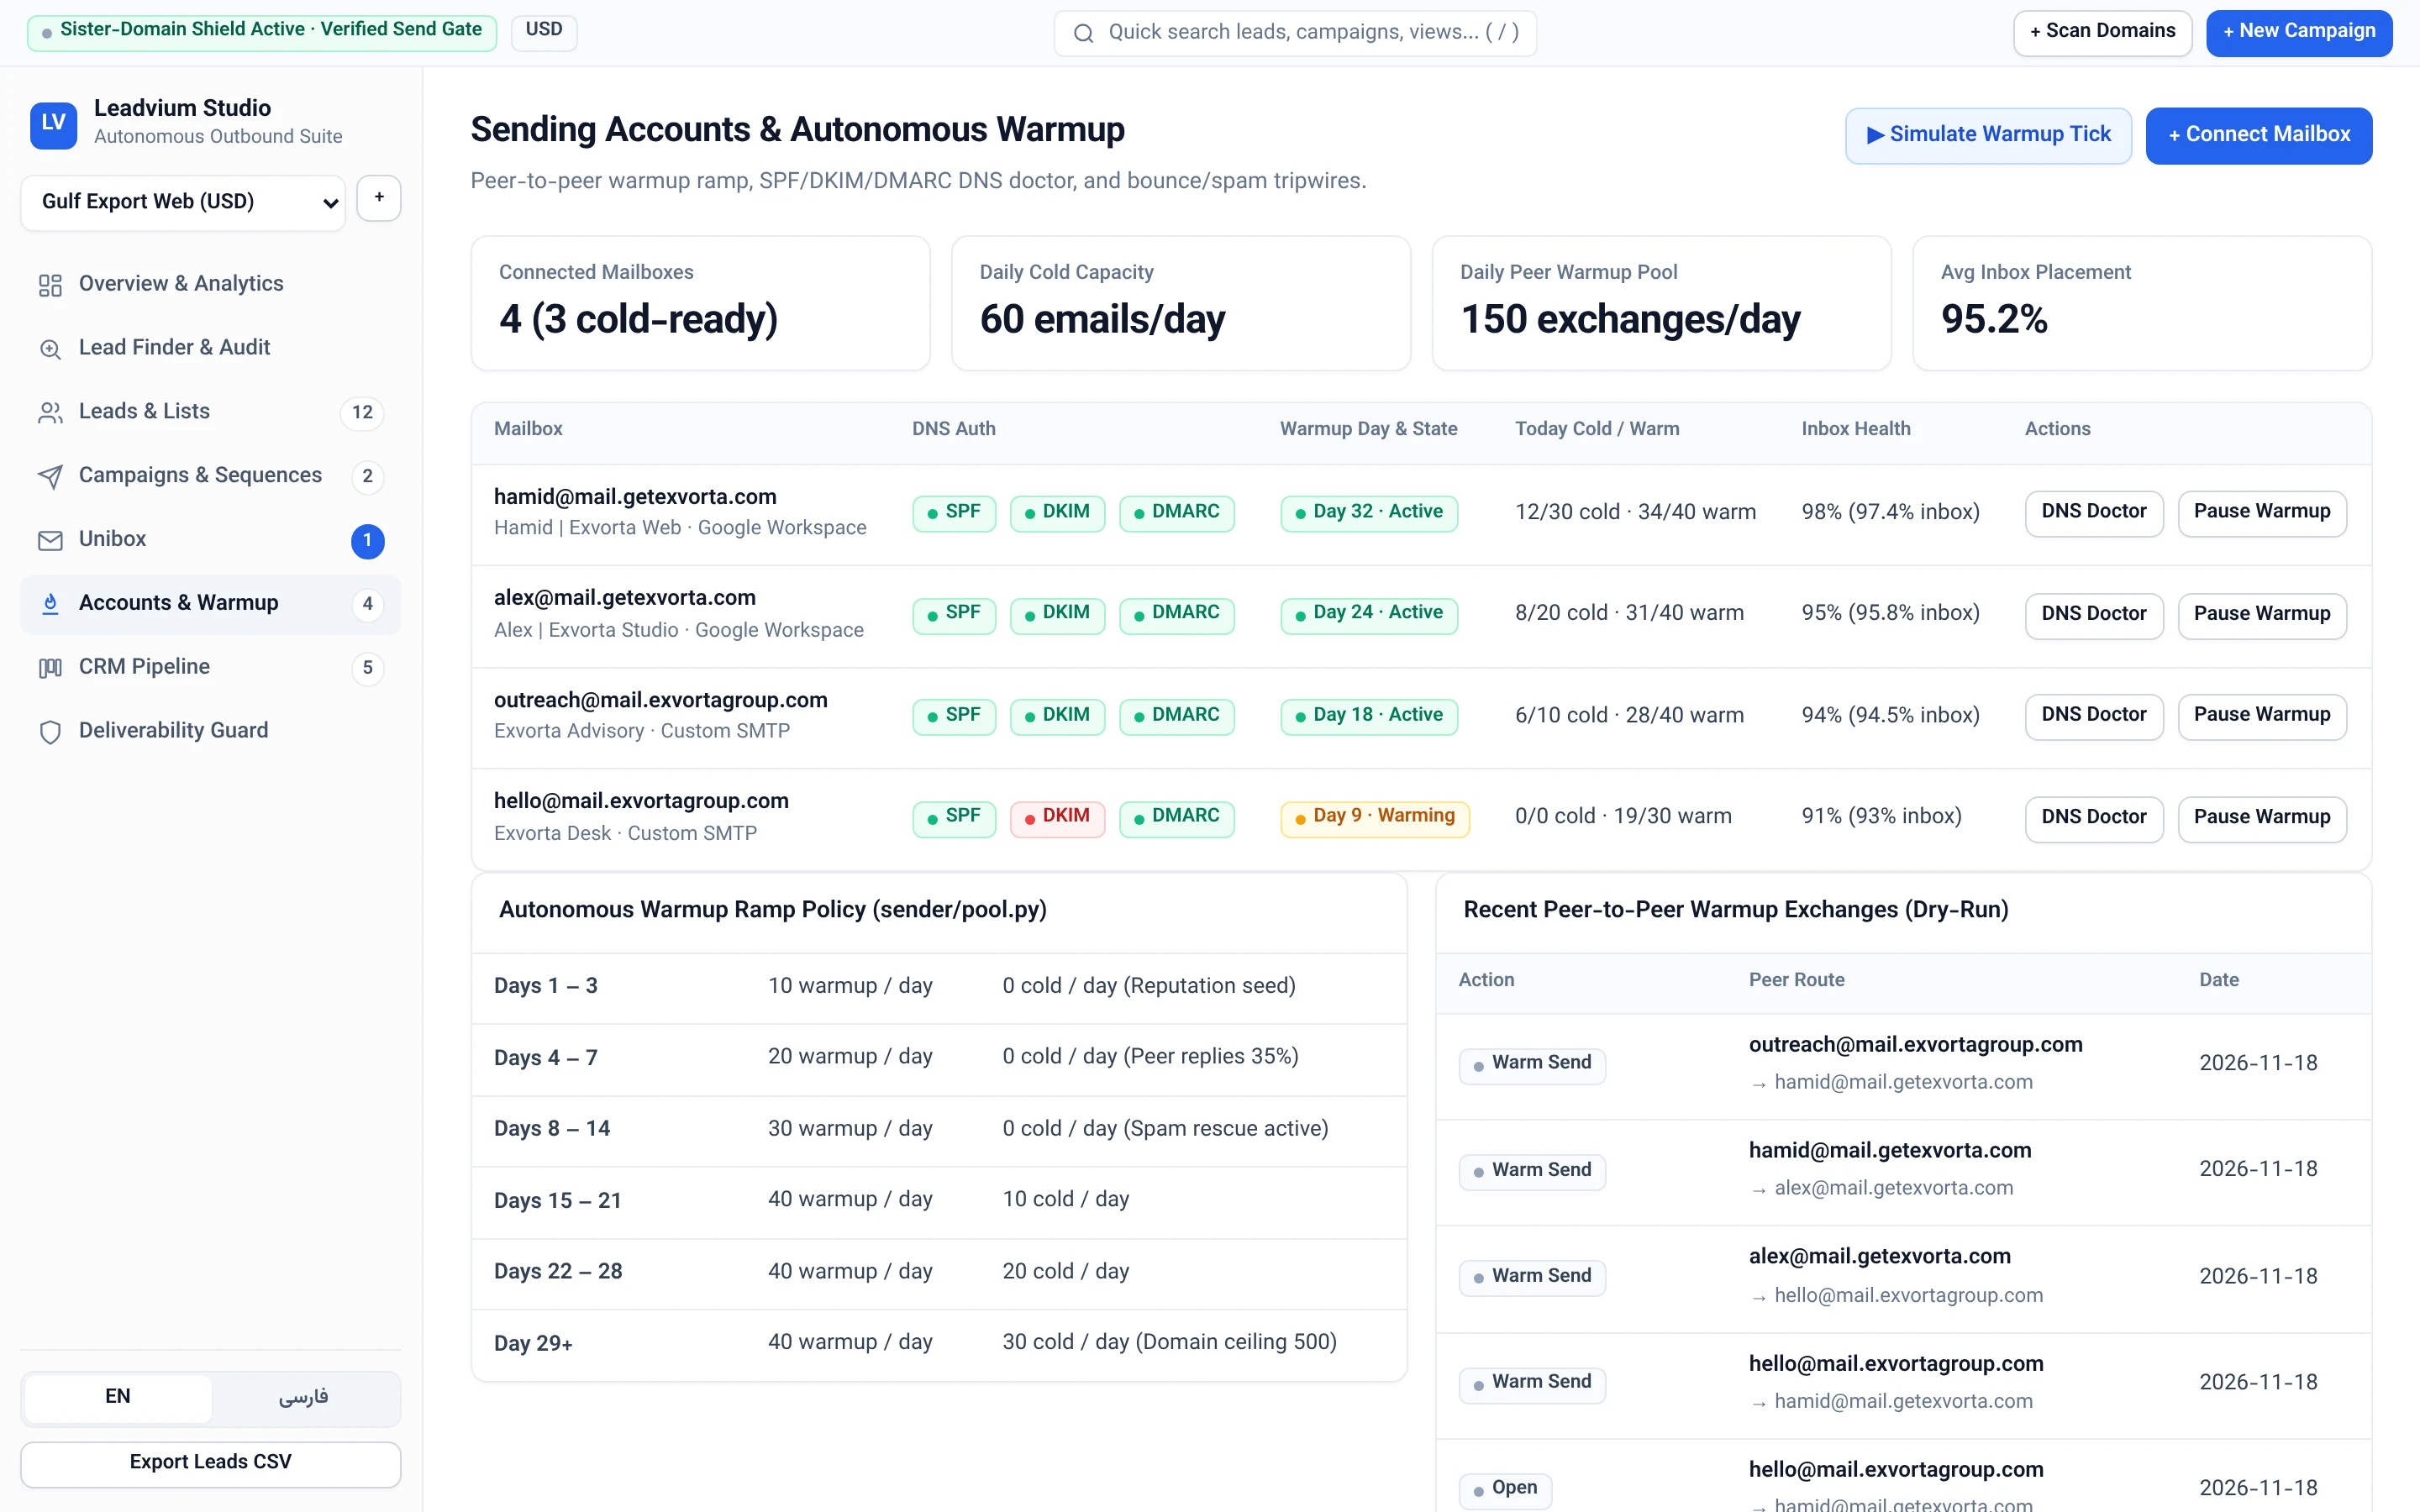 Sister-Domain Shield Active · Verified Send Gate
USD
Quick search leads, campaigns, views... ( / )
+ Scan Domains
+ New Campaign
LV
Leadvium Studio
Autonomous Outbound Suite
Gulf Export Web (USD)
+
Overview & Analytics
Lead Finder & Audit
Leads & Lists 12
Campaigns & Sequences 2
Unibox 1
Accounts & Warmup 4
CRM Pipeline 5
Deliverability Guard
EN
فارسی
Export Leads CSV
Sending Accounts & Autonomous Warmup
Peer-to-peer warmup ramp, SPF/DKIM/DMARC DNS doctor, and bounce/spam tripwires.
▶ Simulate Warmup Tick
+ Connect Mailbox
Connected Mailboxes
4 (3 cold-ready)
Daily Cold Capacity
60 emails/day
Daily Peer Warmup Pool
150 exchanges/day
Avg Inbox Placement
95.2%
Mailbox DNS Auth Warmup Day & State Today Cold / Warm Inbox Health Actions
hamid@mail.getexvorta.com
Hamid | Exvorta Web · Google Workspace
SPF DKIM DMARC Day 32 · Active 12/30 cold · 34/40 warm 98% (97.4% inbox) DNS Doctor Pause Warmup
alex@mail.getexvorta.com
Alex | Exvorta Studio · Google Workspace
SPF DKIM DMARC Day 24 · Active 8/20 cold · 31/40 warm 95% (95.8% inbox) DNS Doctor Pause Warmup
outreach@mail.exvortagroup.com
Exvorta Advisory · Custom SMTP
SPF DKIM DMARC Day 18 · Active 6/10 cold · 28/40 warm 94% (94.5% inbox) DNS Doctor Pause Warmup
hello@mail.exvortagroup.com
Exvorta Desk · Custom SMTP
SPF DKIM DMARC Day 9 · Warming 0/0 cold · 19/30 warm 91% (93% inbox) DNS Doctor Pause Warmup
Autonomous Warmup Ramp Policy (sender/pool.py)
Days 1 – 3 10 warmup / day 0 cold / day (Reputation seed)
Days 4 – 7 20 warmup / day 0 cold / day (Peer replies 35%)
Days 8 – 14 30 warmup / day 0 cold / day (Spam rescue active)
Days 15 – 21 40 warmup / day 10 cold / day
Days 22 – 28 40 warmup / day 20 cold / day
Day 29+ 40 warmup / day 30 cold / day (Domain ceiling 500)
Recent Peer-to-Peer Warmup Exchanges (Dry-Run)
Action Peer Route Date
Warm Send outreach@mail.exvortagroup.com 2026-11-18
→ hamid@mail.getexvorta.com
Warm Send hamid@mail.getexvorta.com 2026-11-18
→ alex@mail.getexvorta.com
Warm Send alex@mail.getexvorta.com 2026-11-18
→ hello@mail.exvortagroup.com
Warm Send hello@mail.exvortagroup.com 2026-11-18
→ hamid@mail.getexvorta.com
Open hello@mail.exvortagroup.com 2026-11-18
→ hamid@mail.getexvorta.com